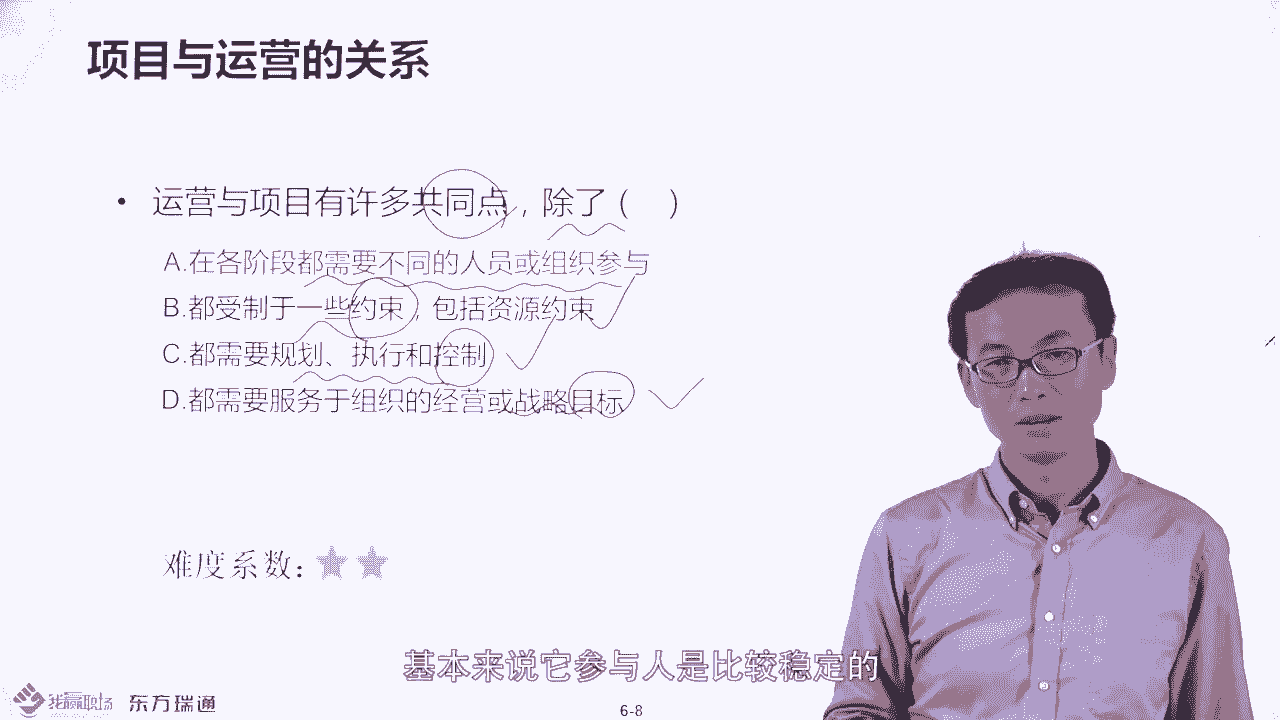 项目与运营的关系
• 运营与项目有许多共同点，除了（ ）
A.在各阶段都需要不同的人员或组织参与
B.都受制于一些约束，包括资源约束
C.都需要规划、执行和控制
D.都需要服务于组织的经营或战略目标
难度系数：
基本来说它参与人是比较稳定的
我赢职场 东方瑞通
6-8